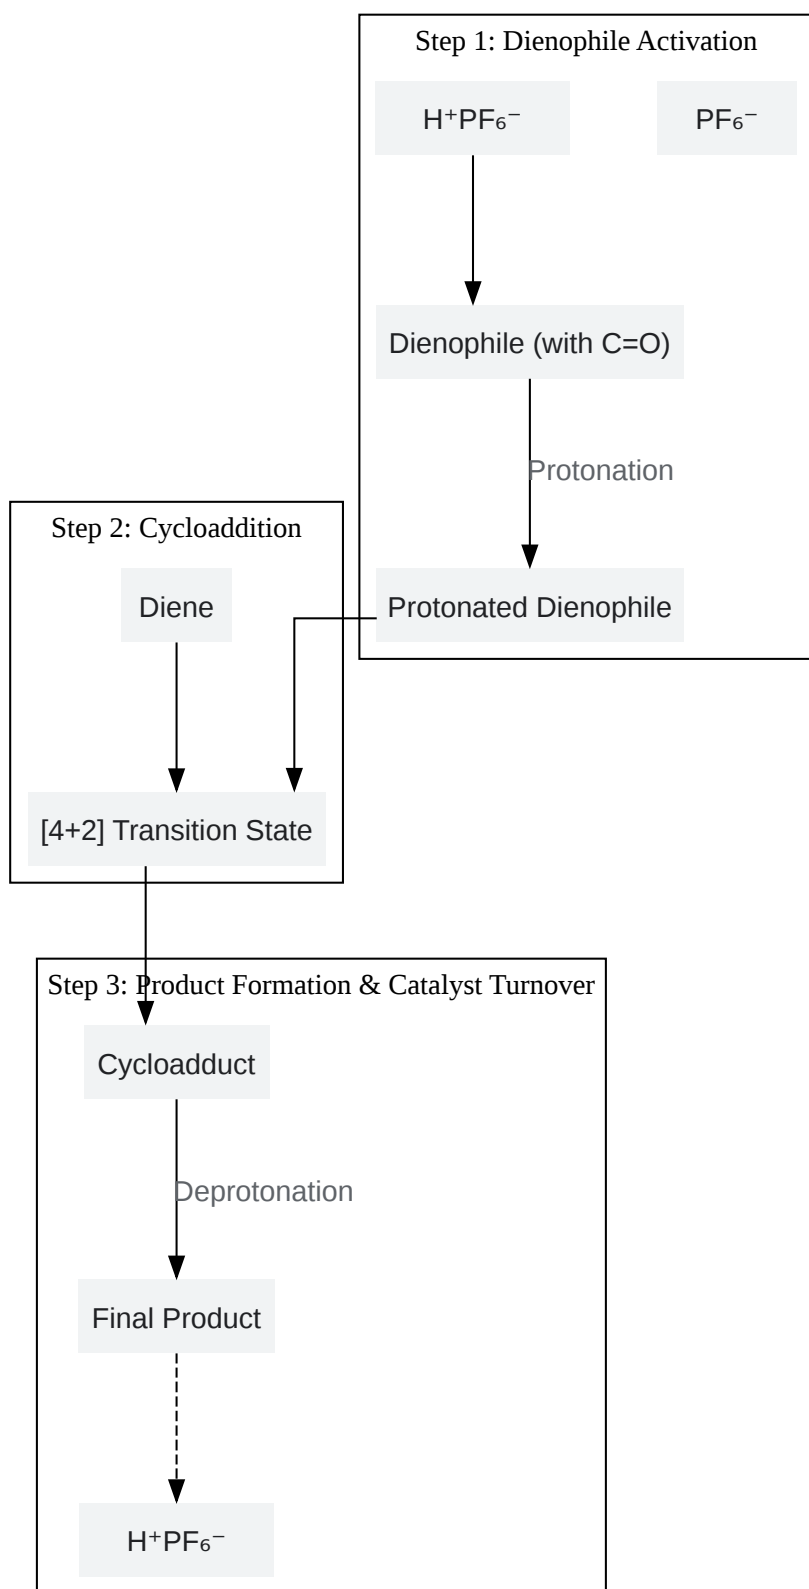 Step 1: Dienophile Activation
H⁺PF₆⁻
PF₆⁻
Dienophile (with C=O)
Protonation
Protonated Dienophile
Step 2: Cycloaddition
Diene
[4+2] Transition State
Step 3: Product Formation & Catalyst Turnover
Cycloadduct
Deprotonation
Final Product
H⁺PF₆⁻